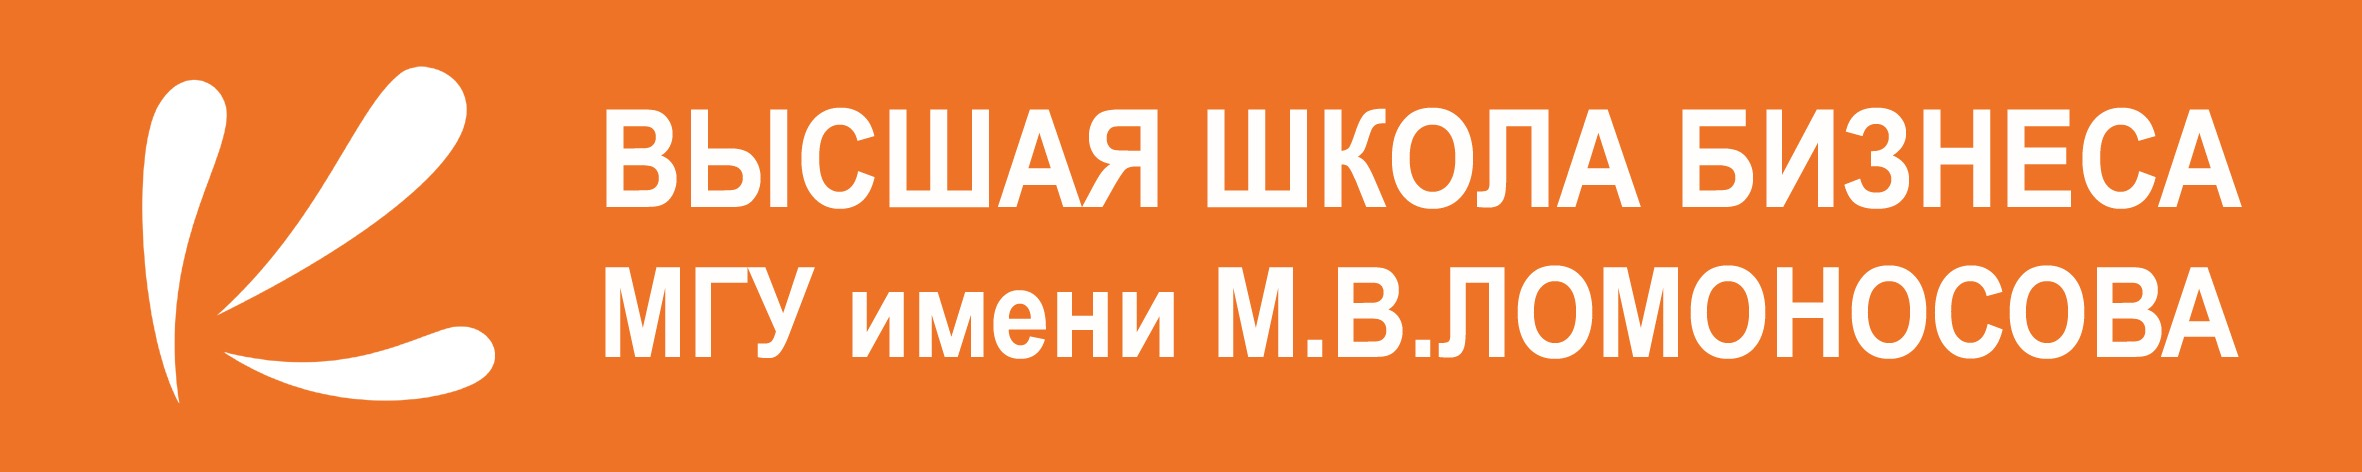 ВЫСШАЯ ШКОЛА БИЗНЕСА
МГУ имени М.В.ЛОМОНОСОВА